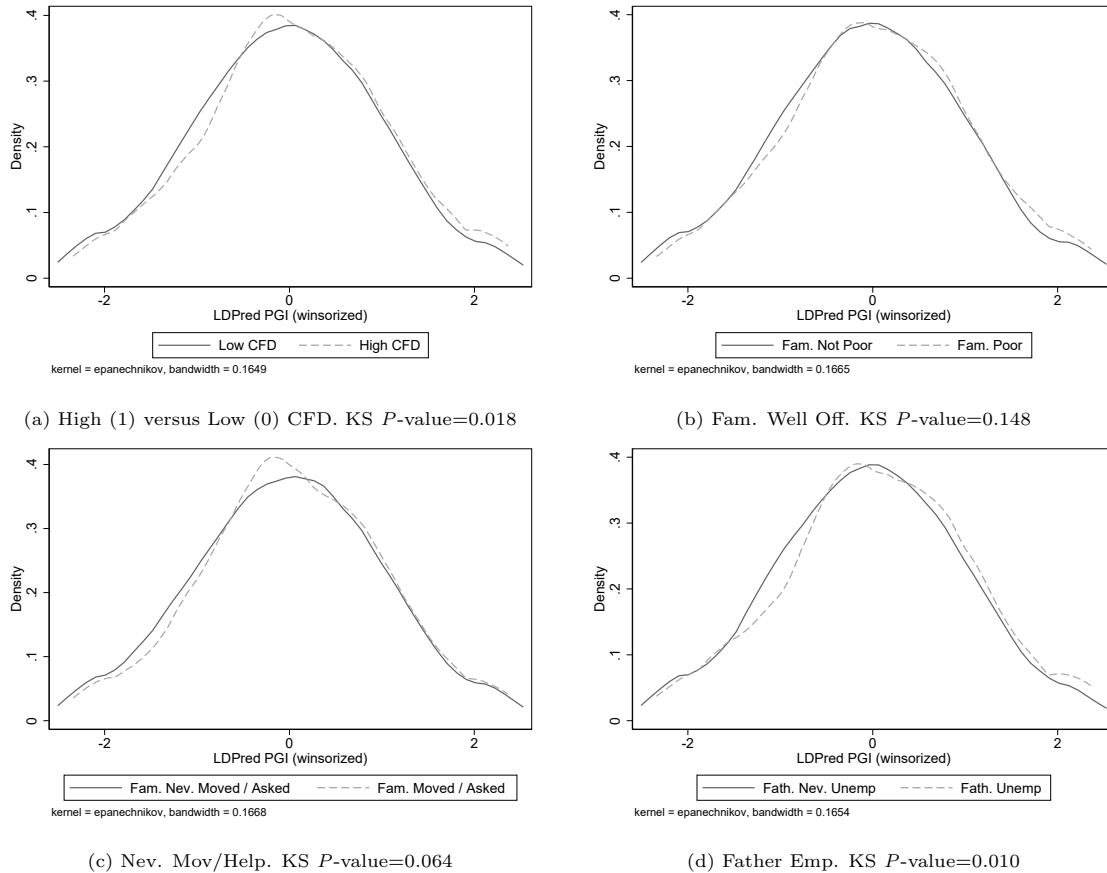 .4
.3
.2
.1
0
Density
-2 0 2
LDPred PGI (winsorized)
Low CFD High CFD
kernel = epanechnikov, bandwidth = 0.1649
(a) High (1) versus Low (0) CFD. KS P-value=0.018
.4
.3
.2
.1
0
Density
-2 0 2
LDPred PGI (winsorized)
Fam. Not Poor Fam. Poor
kernel = epanechnikov, bandwidth = 0.1665
(b) Fam. Well Off. KS P-value=0.148
.4
.3
.2
.1
0
Density
-2 0 2
LDPred PGI (winsorized)
Fam. Nev. Moved / Asked Fam. Moved / Asked
kernel = epanechnikov, bandwidth = 0.1668
(c) Nev. Mov/Help. KS P-value=0.064
.4
.3
.2
.1
0
Density
-2 0 2
LDPred PGI (winsorized)
Fath. Nev. Unemp Fath. Unemp
kernel = epanechnikov, bandwidth = 0.1654
(d) Father Emp. KS P-value=0.010